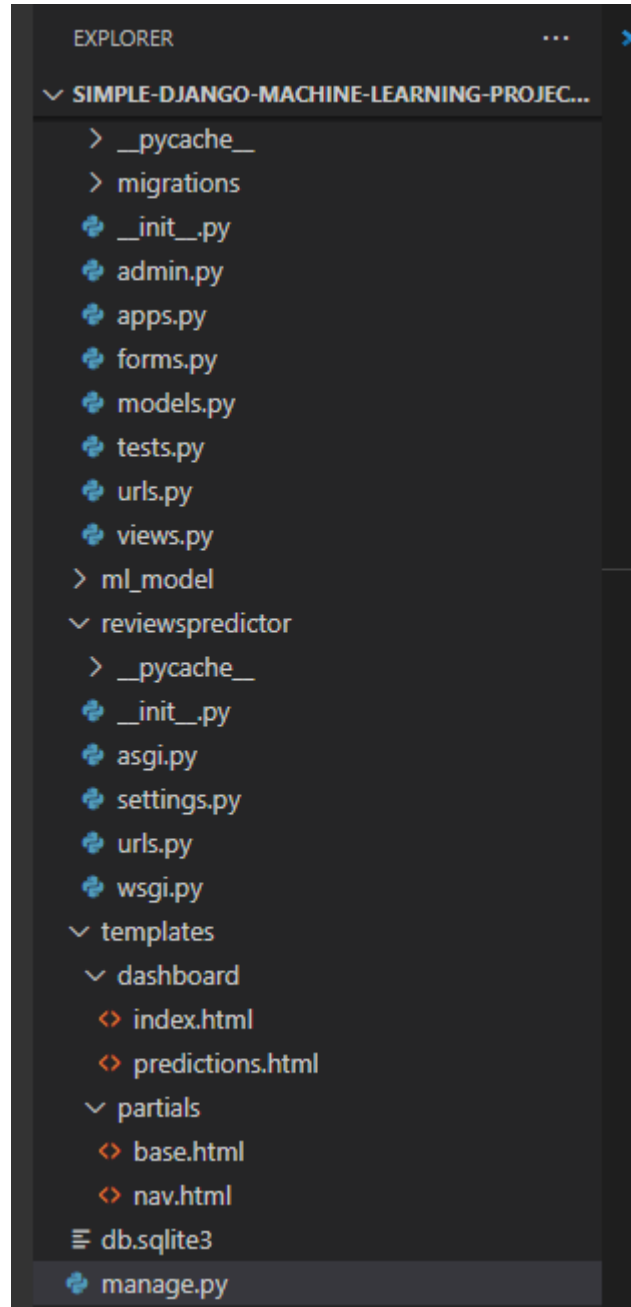 EXPLORER ...
SIMPLE-DJANGO-MACHINE-LEARNING-PROJEC...
__pycache__
migrations
__init__.py
admin.py
apps.py
forms.py
models.py
tests.py
urls.py
views.py
ml_model
reviewspredictor
__pycache__
__init__.py
asgi.py
settings.py
urls.py
wsgi.py
templates
dashboard
index.html
predictions.html
partials
base.html
nav.html
db.sqlite3
manage.py